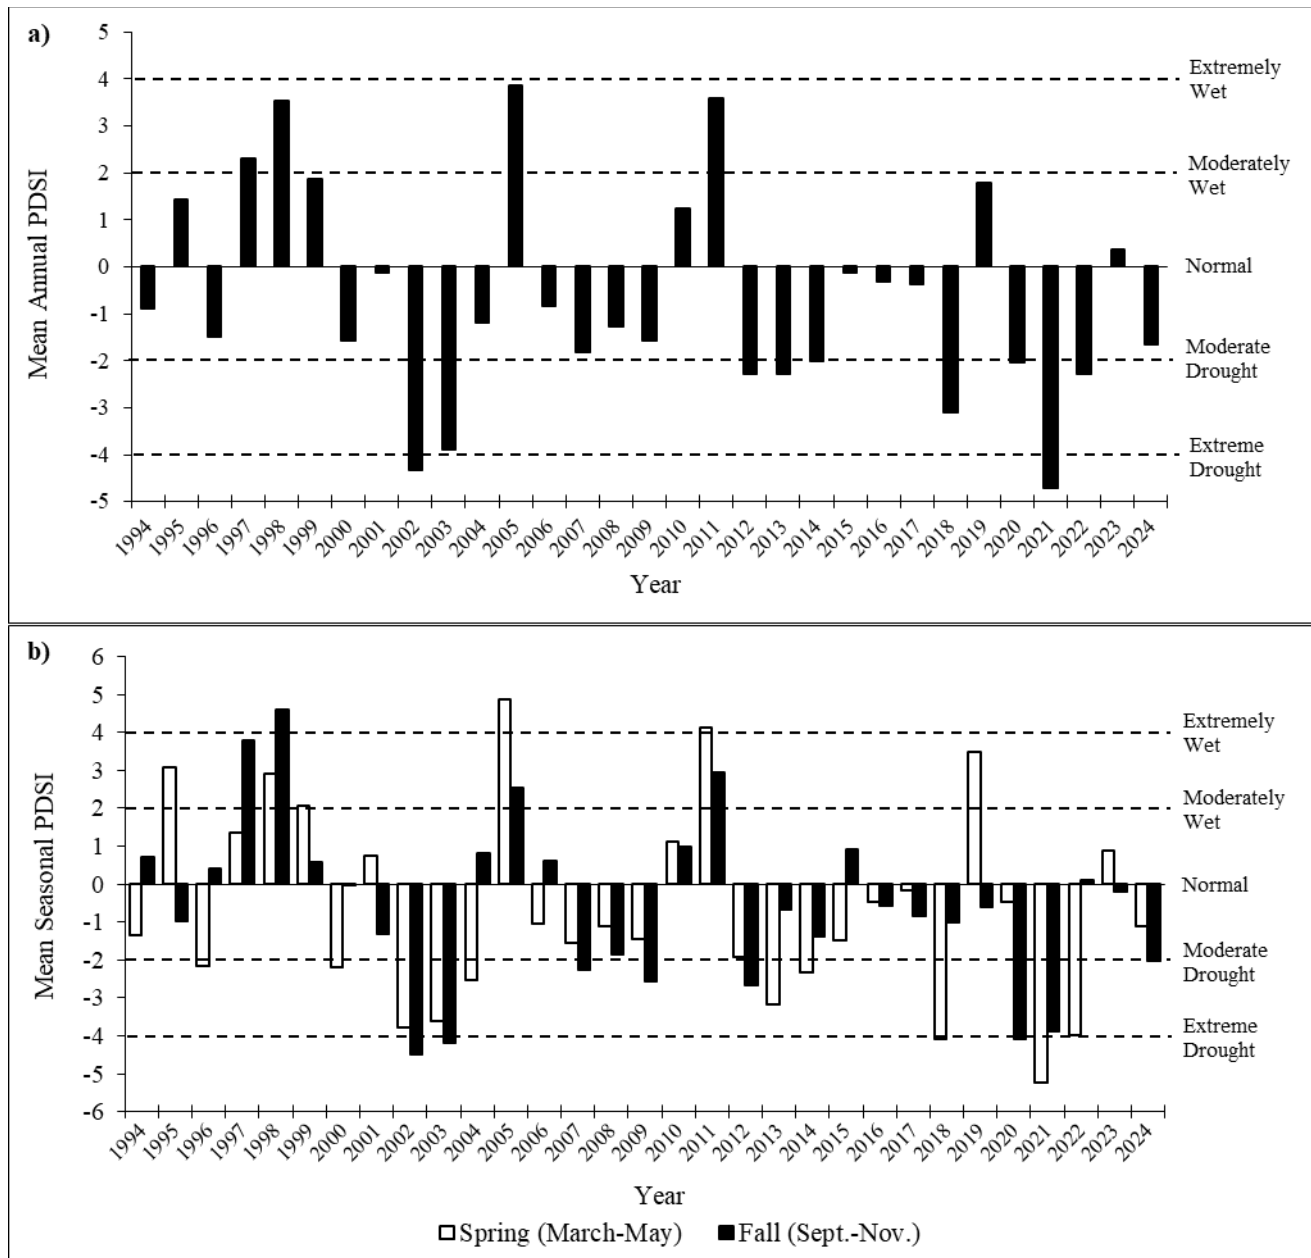 a)
5
4
3
2
1
0
-1
-2
-3
-4
-5
Mean Annual PDSI
Extremely
Wet
Moderately
Wet
Normal
Moderate
Drought
Extreme
Drought
1994 1995 1996 1997 1998 1999 2000 2001 2002 2003 2004 2005 2006 2007 2008 2009 2010 2011 2012 2013 2014 2015 2016 2017 2018 2019 2020 2021 2022 2023 2024
Year
b)
6
5
4
3
2
1
0
-1
-2
-3
-4
-5
-6
Mean Seasonal PDSI
Extremely
Wet
Moderately
Wet
Normal
Moderate
Drought
Extreme
Drought
1994 1995 1996 1997 1998 1999 2000 2001 2002 2003 2004 2005 2006 2007 2008 2009 2010 2011 2012 2013 2014 2015 2016 2017 2018 2019 2020 2021 2022 2023 2024
Year
Spring (March-May) Fall (Sept.-Nov.)